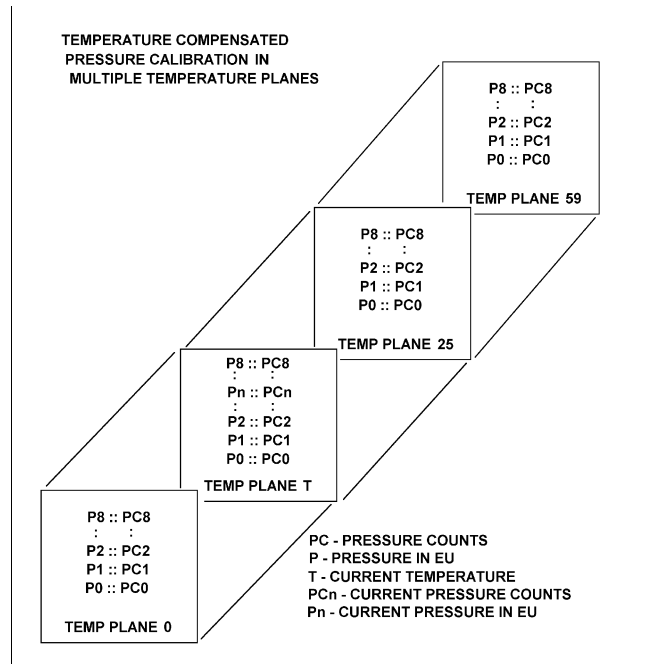 TEMPERATURE COMPENSATED
PRESSURE CALIBRATION IN
MULTIPLE TEMPERATURE PLANES
P8 :: PC8
: :
P2 :: PC2
P1 :: PC1
P0 :: PC0
TEMP PLANE 59
P8 :: PC8
: :
P2 :: PC2
P1 :: PC1
P0 :: PC0
TEMP PLANE 25
P8 :: PC8
: :
Pn :: PCn
: :
P2 :: PC2
P1 :: PC1
P0 :: PC0
TEMP PLANE T
P8 :: PC8
: :
P2 :: PC2
P1 :: PC1
P0 :: PC0
TEMP PLANE 0
PC - PRESSURE COUNTS
P - PRESSURE IN EU
T - CURRENT TEMPERATURE
PCn - CURRENT PRESSURE COUNTS
Pn - CURRENT PRESSURE IN EU